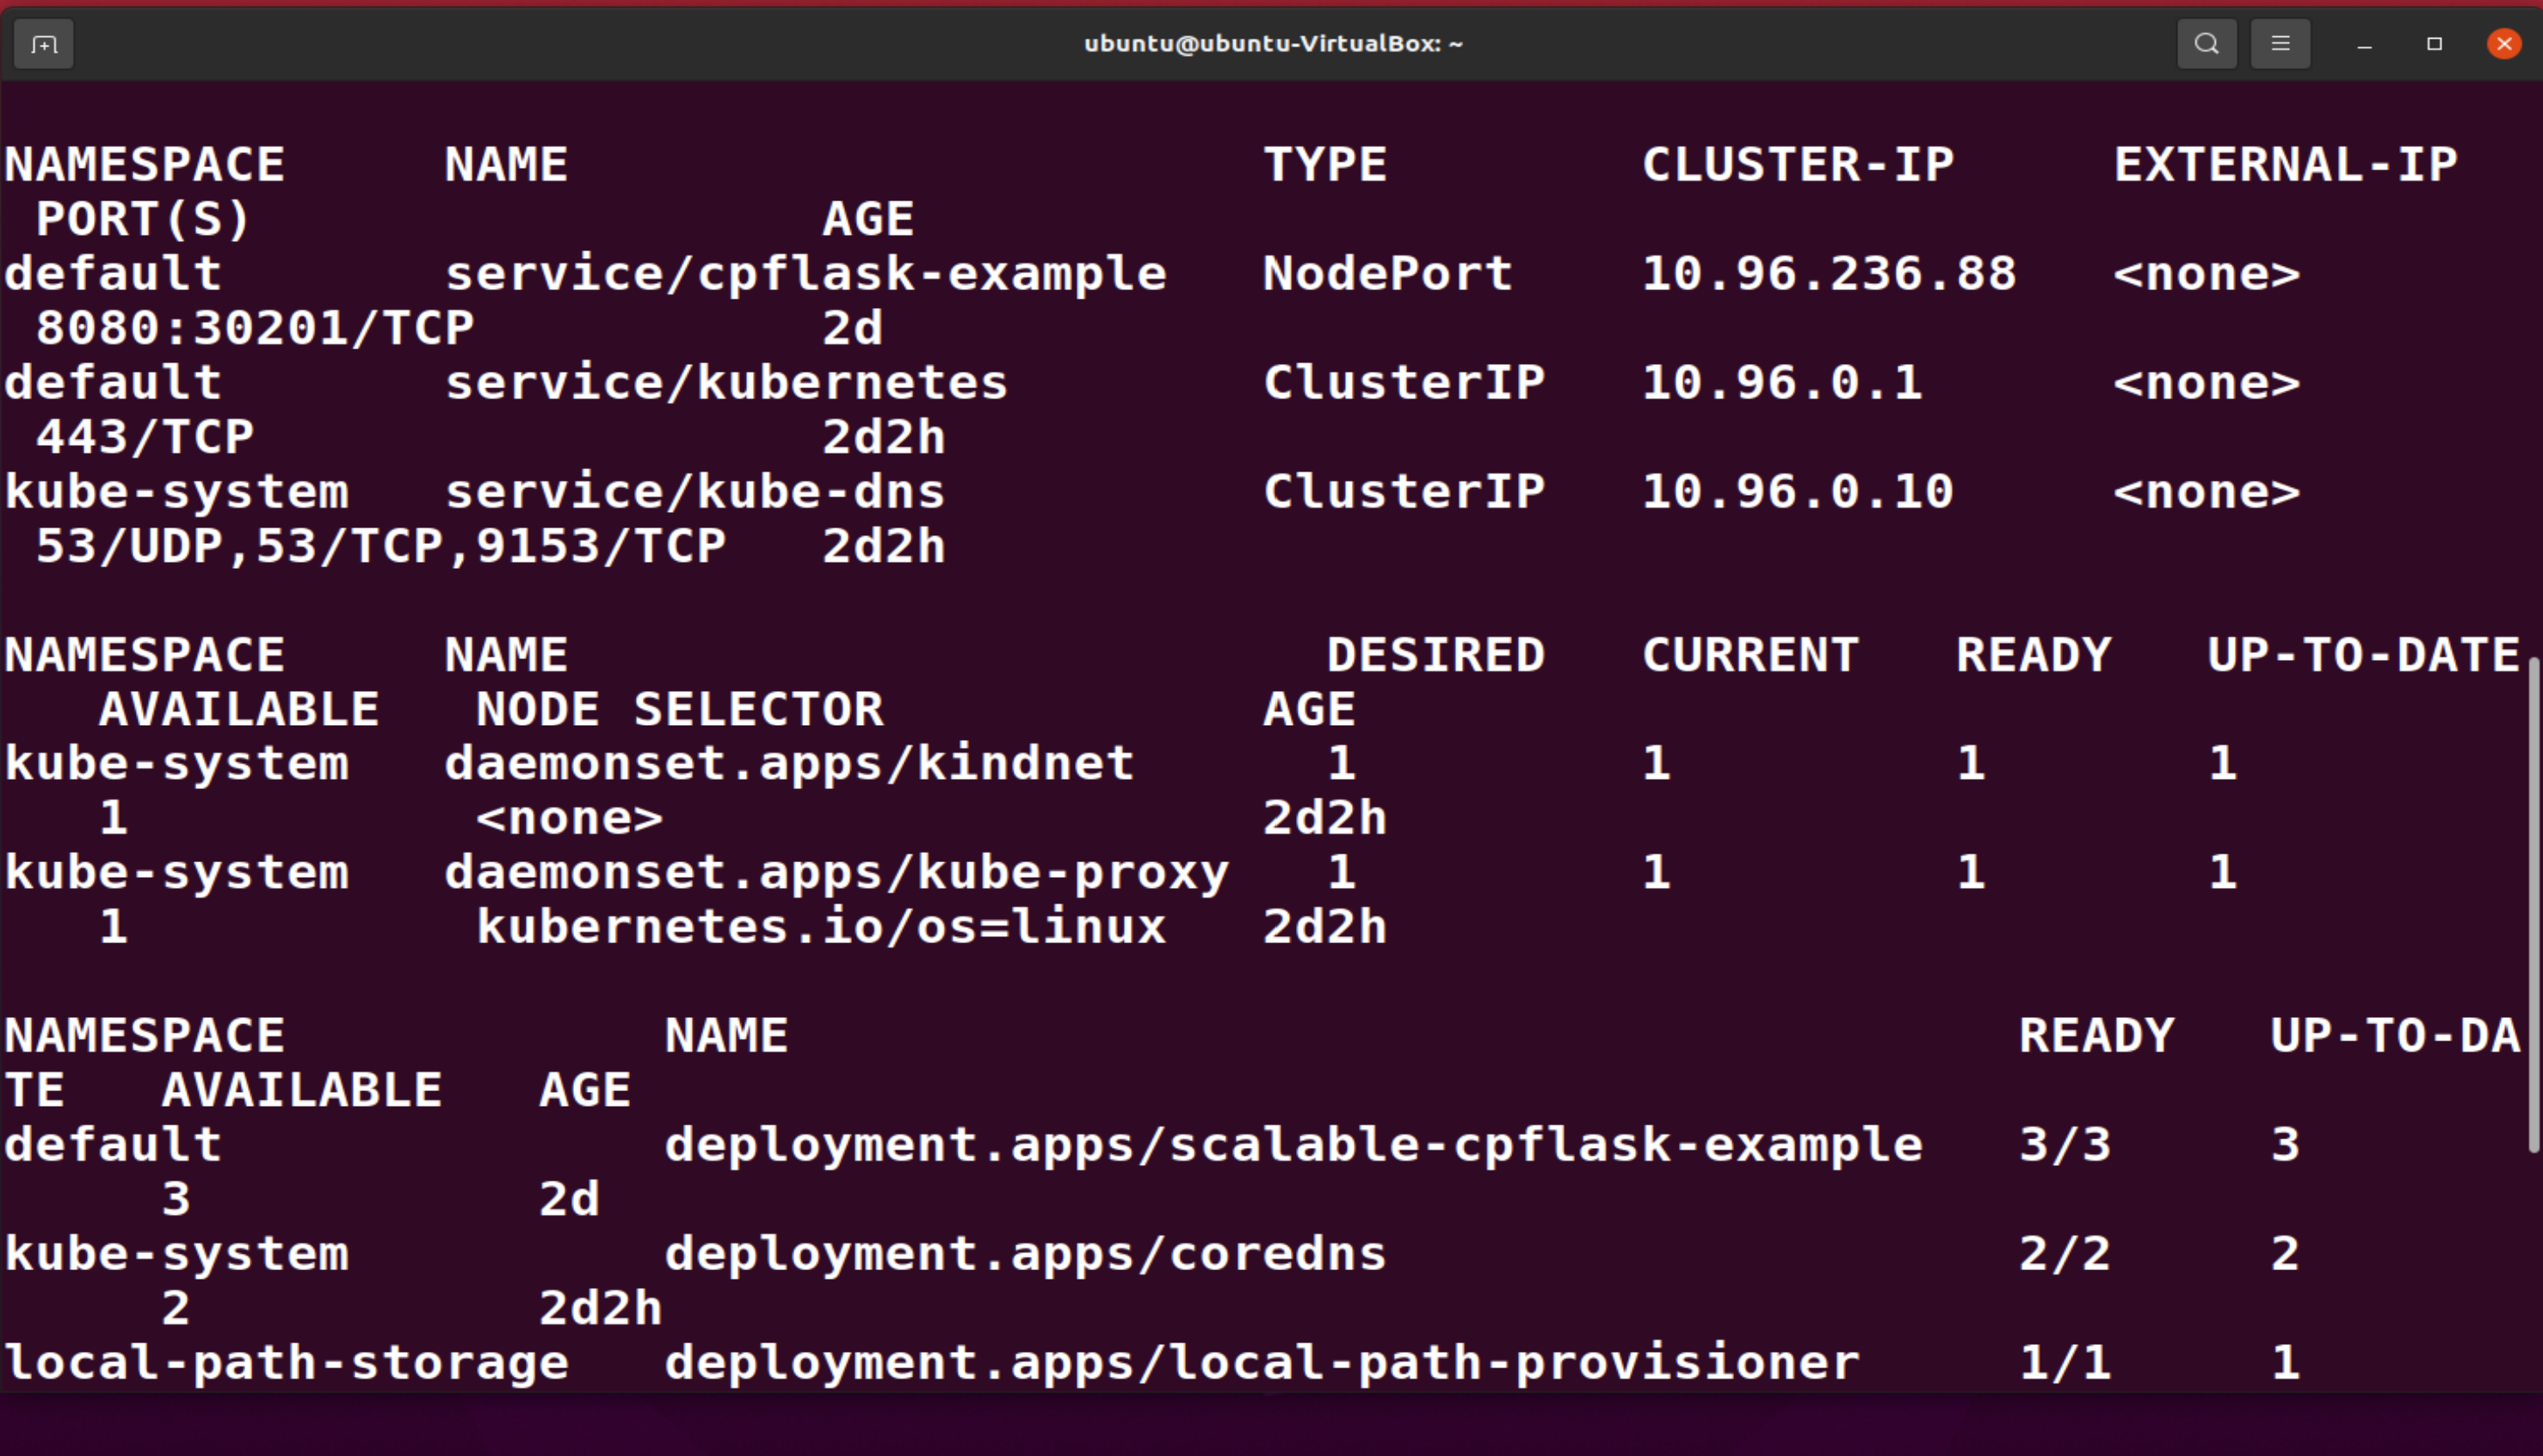 ubuntu@ubuntu-VirtualBox: ~
NAMESPACE     NAME                      TYPE        CLUSTER-IP     EXTERNAL-IP
 PORT(S)                  AGE
default       service/cpflask-example   NodePort    10.96.236.88   <none>
 8080:30201/TCP           2d
default       service/kubernetes        ClusterIP   10.96.0.1      <none>
 443/TCP                  2d2h
kube-system   service/kube-dns          ClusterIP   10.96.0.10     <none>
 53/UDP,53/TCP,9153/TCP   2d2h
NAMESPACE     NAME                        DESIRED   CURRENT   READY   UP-TO-DATE
   AVAILABLE   NODE SELECTOR            AGE
kube-system   daemonset.apps/kindnet      1         1         1       1
   1           <none>                   2d2h
kube-system   daemonset.apps/kube-proxy   1         1         1       1
   1           kubernetes.io/os=linux   2d2h
NAMESPACE            NAME                                       READY   UP-TO-DA
TE   AVAILABLE   AGE
default              deployment.apps/scalable-cpflask-example   3/3     3
     3           2d
kube-system          deployment.apps/coredns                    2/2     2
     2           2d2h
local-path-storage   deployment.apps/local-path-provisioner     1/1     1